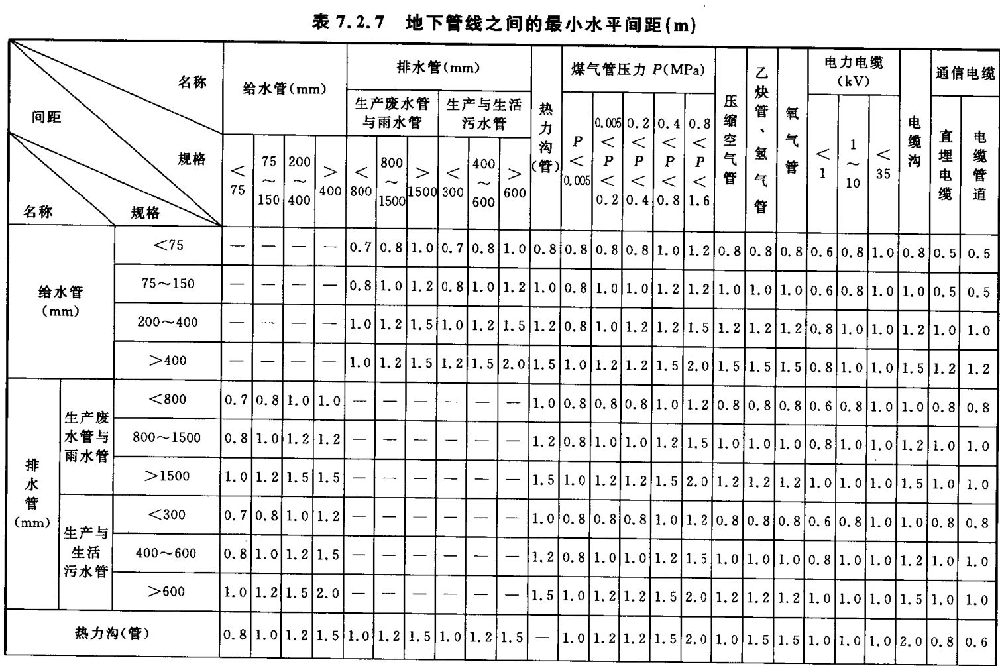 表 7.2.7 地下管线之间的最小水平间距(m)
名称
间距
规格
名称 规格
给水管(mm) 排水管(mm) 热力沟(管) 煤气管压力 P(MPa) 压缩空气管 乙炔管、氢气管 氧气管 电力电缆(kV) 电缆沟 通信电缆
生产废水管与雨水管 生产与生活污水管
<75 75～150 200～400 >400 <800 800～1500 >1500 <300 400～600 >600 P<0.005 0.005<P<0.2 0.2<P<0.4 0.4<P<0.8 0.8<P<1.6 <1 1～10 <35 直埋电缆 电缆管道
给水管(mm)
<75 — — — — 0.7 0.8 1.0 0.7 0.8 1.0 0.8 0.8 0.8 0.8 1.0 1.2 0.8 0.8 0.8 0.6 0.8 1.0 0.8 0.5 0.5
75～150 — — — — 0.8 1.0 1.2 0.8 1.0 1.2 1.0 0.8 1.0 1.0 1.2 1.2 1.0 1.0 1.0 0.6 0.8 1.0 1.0 0.5 0.5
200～400 — — — — 1.0 1.2 1.5 1.0 1.2 1.5 1.2 0.8 1.0 1.2 1.2 1.5 1.2 1.2 1.2 0.8 1.0 1.0 1.2 1.0 1.0
>400 — — — — 1.0 1.2 1.5 1.2 1.5 2.0 1.5 1.0 1.2 1.2 1.5 2.0 1.5 1.5 1.5 0.8 1.0 1.0 1.5 1.2 1.2
排水管(mm)
生产废水管与雨水管
<800 0.7 0.8 1.0 1.0 — — — — — — 1.0 0.8 0.8 0.8 1.0 1.2 0.8 0.8 0.8 0.6 0.8 1.0 1.0 0.8 0.8
800～1500 0.8 1.0 1.2 1.2 — — — — — — 1.2 0.8 1.0 1.0 1.2 1.5 1.0 1.0 1.0 0.8 1.0 1.0 1.2 1.0 1.0
>1500 1.0 1.2 1.5 1.5 — — — — — — 1.5 1.0 1.2 1.2 1.5 2.0 1.2 1.2 1.2 1.0 1.0 1.0 1.5 1.0 1.0
生产与生活污水管
<300 0.7 0.8 1.0 1.2 — — — — — — 1.0 0.8 0.8 0.8 1.0 1.2 0.8 0.8 0.8 0.6 0.8 1.0 1.0 0.8 0.8
400～600 0.8 1.0 1.2 1.5 — — — — — — 1.2 0.8 1.0 1.0 1.2 1.5 1.0 1.0 1.0 0.8 1.0 1.0 1.2 1.0 1.0
>600 1.0 1.2 1.5 2.0 — — — — — — 1.5 1.0 1.2 1.2 1.5 2.0 1.2 1.2 1.2 1.0 1.0 1.0 1.5 1.0 1.0
热力沟(管) 0.8 1.0 1.2 1.5 1.0 1.2 1.5 1.0 1.2 1.5 — 1.0 1.2 1.2 1.5 2.0 1.0 1.5 1.5 1.0 1.0 1.0 2.0 0.8 0.6